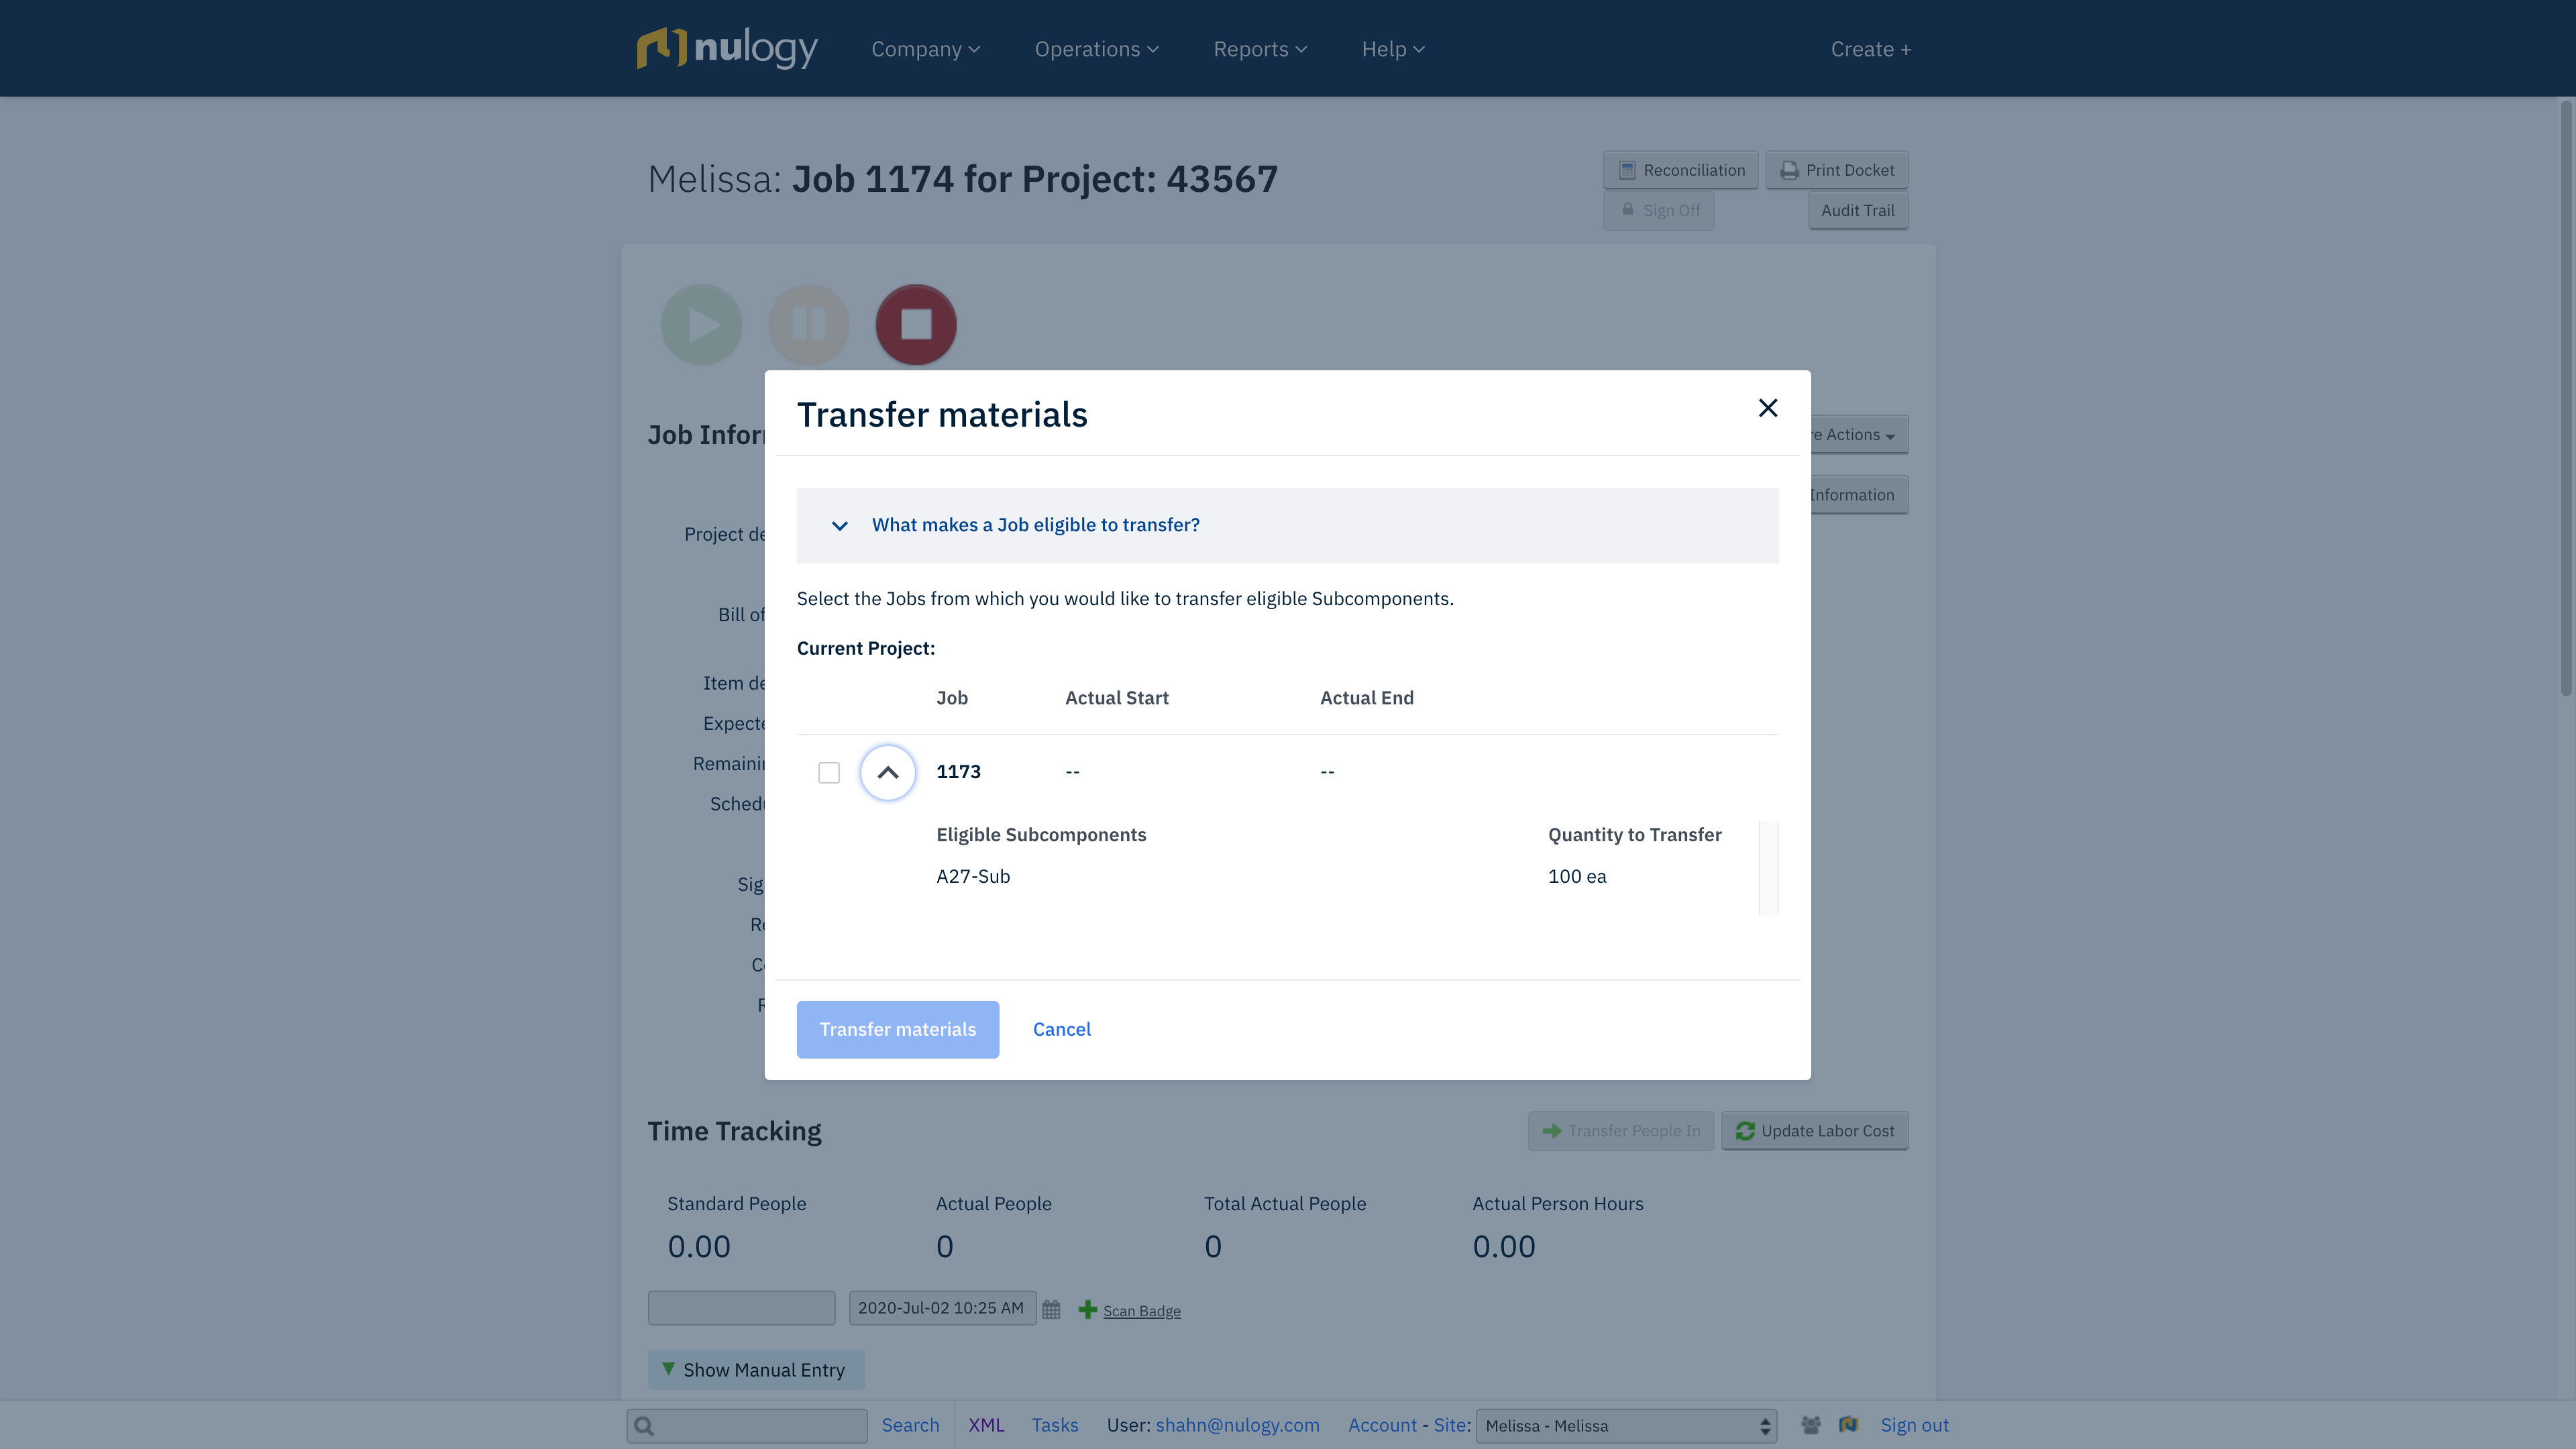 nulogy
Company
Operations
Reports
Help
Create +
Melissa: Job 1174 for Project: 43567
Reconciliation
Print Docket
Sign Off
Audit Trail
Transfer materials
Job Infor
re Actions
Information
What makes a Job eligible to transfer?
Project de
Select the Jobs from which you would like to transfer eligible Subcomponents.
Bill of
Current Project:
Item de
Job Actual Start Actual End
Expecte
Remaini
1173 -- --
Sched
Eligible Subcomponents Quantity to Transfer
A27-Sub 100 ea
Sig
Re
C
Transfer materials
Cancel
Time Tracking
Transfer People In
Update Labor Cost
Standard People Actual People Total Actual People Actual Person Hours
0.00 0 0 0.00
2020-Jul-02 10:25 AM
Scan Badge
Show Manual Entry
Search XML Tasks User: shahn@nulogy.com Account - Site: Melissa - Melissa Sign out